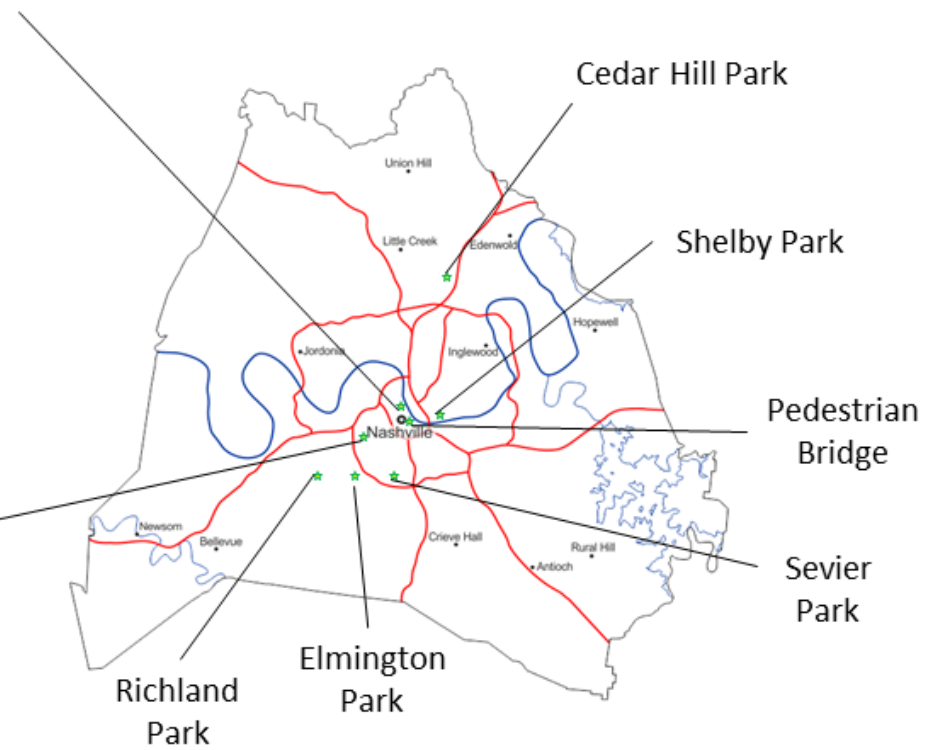 Cedar Hill Park
Union Hill
Shelby Park
Little Creek
Edenwold
Hopewell
Jordonia
Inglewood
Pedestrian
Bridge
Nashville
Newsom
Bellevue
Crieve Hall
Rural Hill
Antioch
Sevier
Park
Elmington
Park
Richland
Park